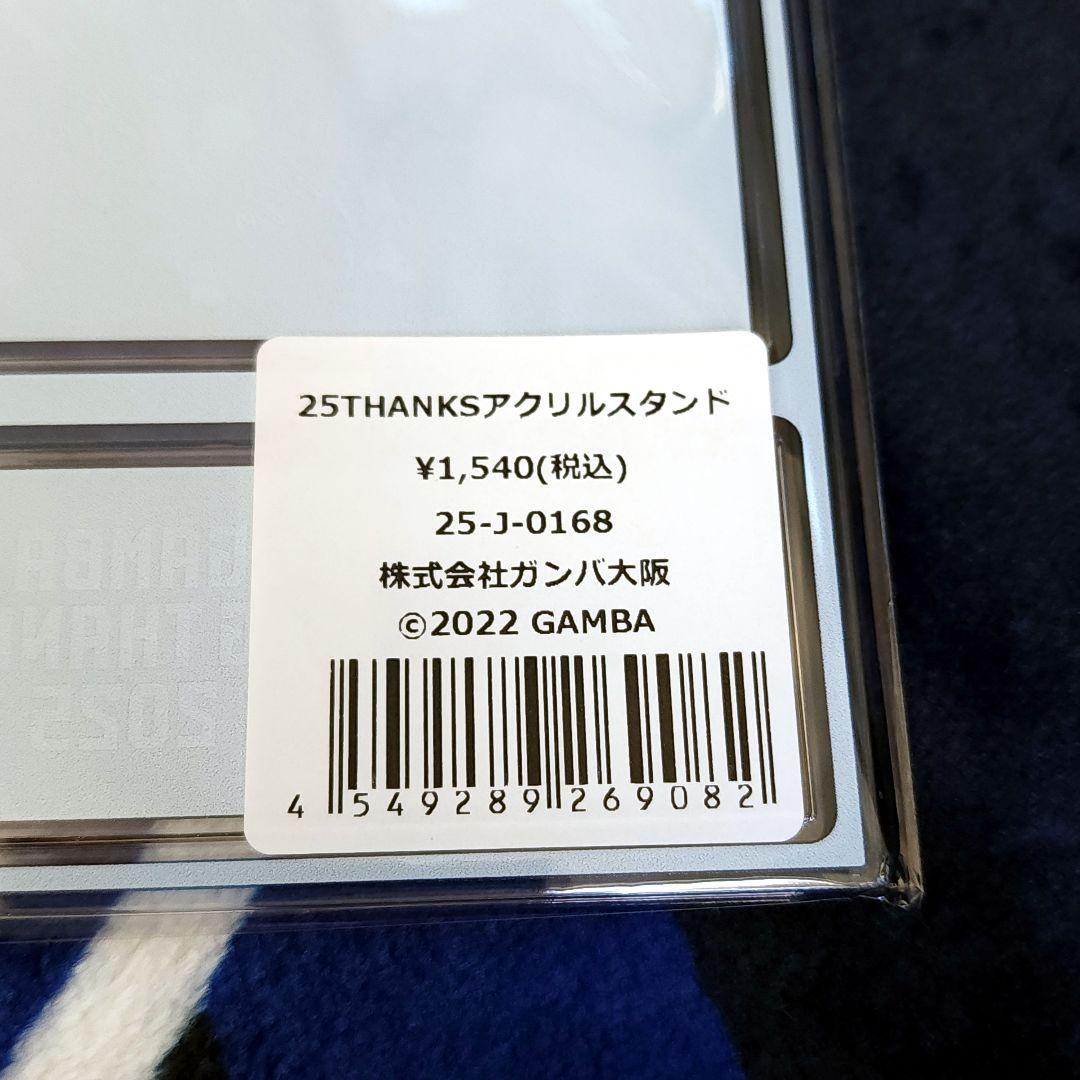 25THANKSアクリルスタンド
¥1,540(税込)
25-J-0168
株式会社ガンバ大阪
©2022 GAMBA
4 549289 269082